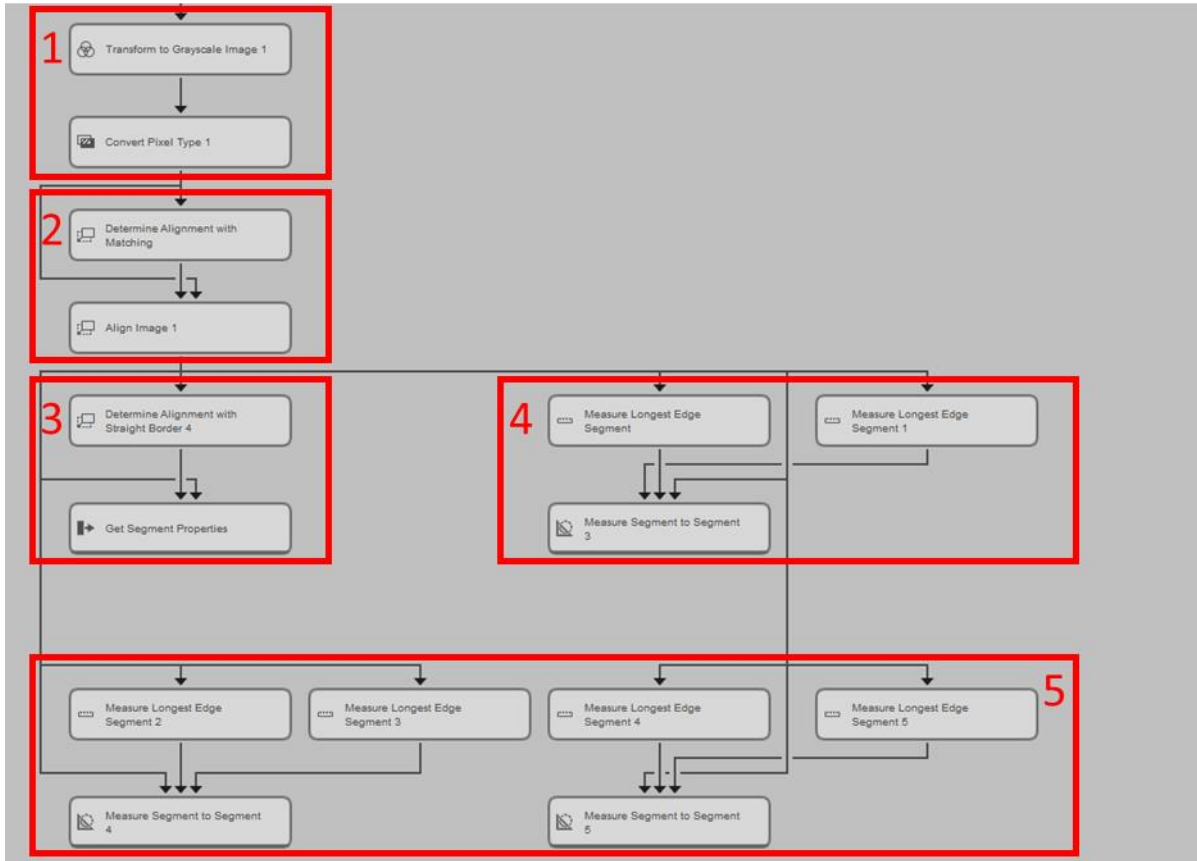 1
Transform to Grayscale Image 1
Convert Pixel Type 1
2
Determine Alignment with
Matching
Align Image 1
3
Determine Alignment with
Straight Border 4
Get Segment Properties
4
Measure Longest Edge
Segment
Measure Longest Edge
Segment 1
Measure Segment to Segment
3
5
Measure Longest Edge
Segment 2
Measure Longest Edge
Segment 3
Measure Longest Edge
Segment 4
Measure Longest Edge
Segment 5
Measure Segment to Segment
4
Measure Segment to Segment
5